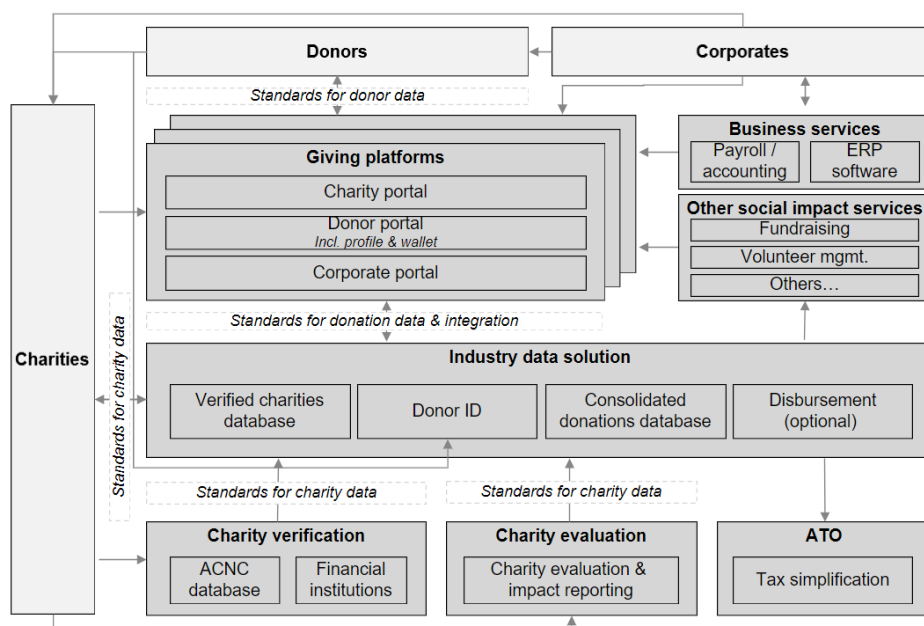 Donors
Corporates
Standards for donor data
Business services
Payroll /
accounting
ERP
software
Giving platforms
Charity portal
Donor portal
Incl. profile & wallet
Corporate portal
Other social impact services
Fundraising
Volunteer mgmt.
Others…
Standards for donation data & integration
Charities
Standards for charity data
Industry data solution
Verified charities
database
Donor ID
Consolidated
donations database
Disbursement
(optional)
Standards for charity data
Standards for charity data
Charity verification
ACNC
database
Financial
institutions
Charity evaluation
Charity evaluation &
impact reporting
ATO
Tax simplification